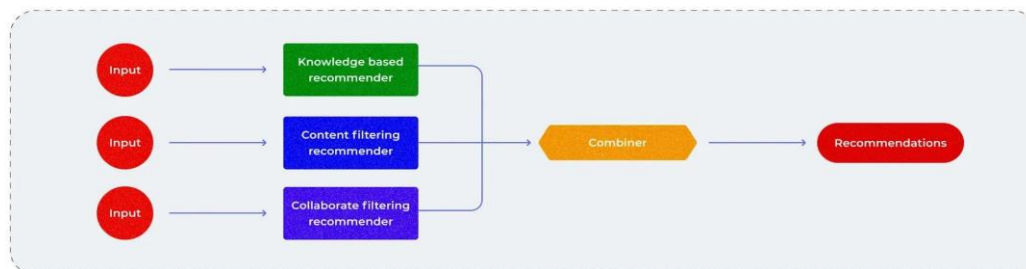 Input
Knowledge based
recommender
Input
Content filtering
recommender
Combiner
Recommendations
Input
Collaborate filtering
recommender